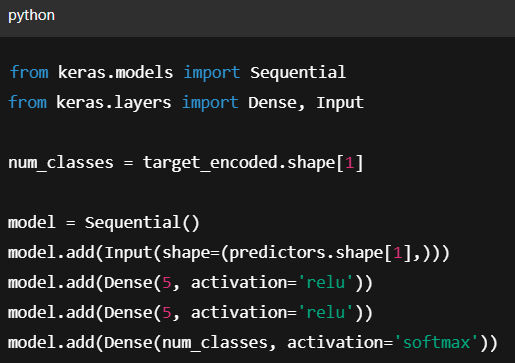 python
from keras.models import Sequential
from keras.layers import Dense, Input
num_classes = target_encoded.shape[1]
model = Sequential()
model.add(Input(shape=(predictors.shape[1],)))
model.add(Dense(5, activation='relu'))
model.add(Dense(5, activation='relu'))
model.add(Dense(num_classes, activation='softmax'))